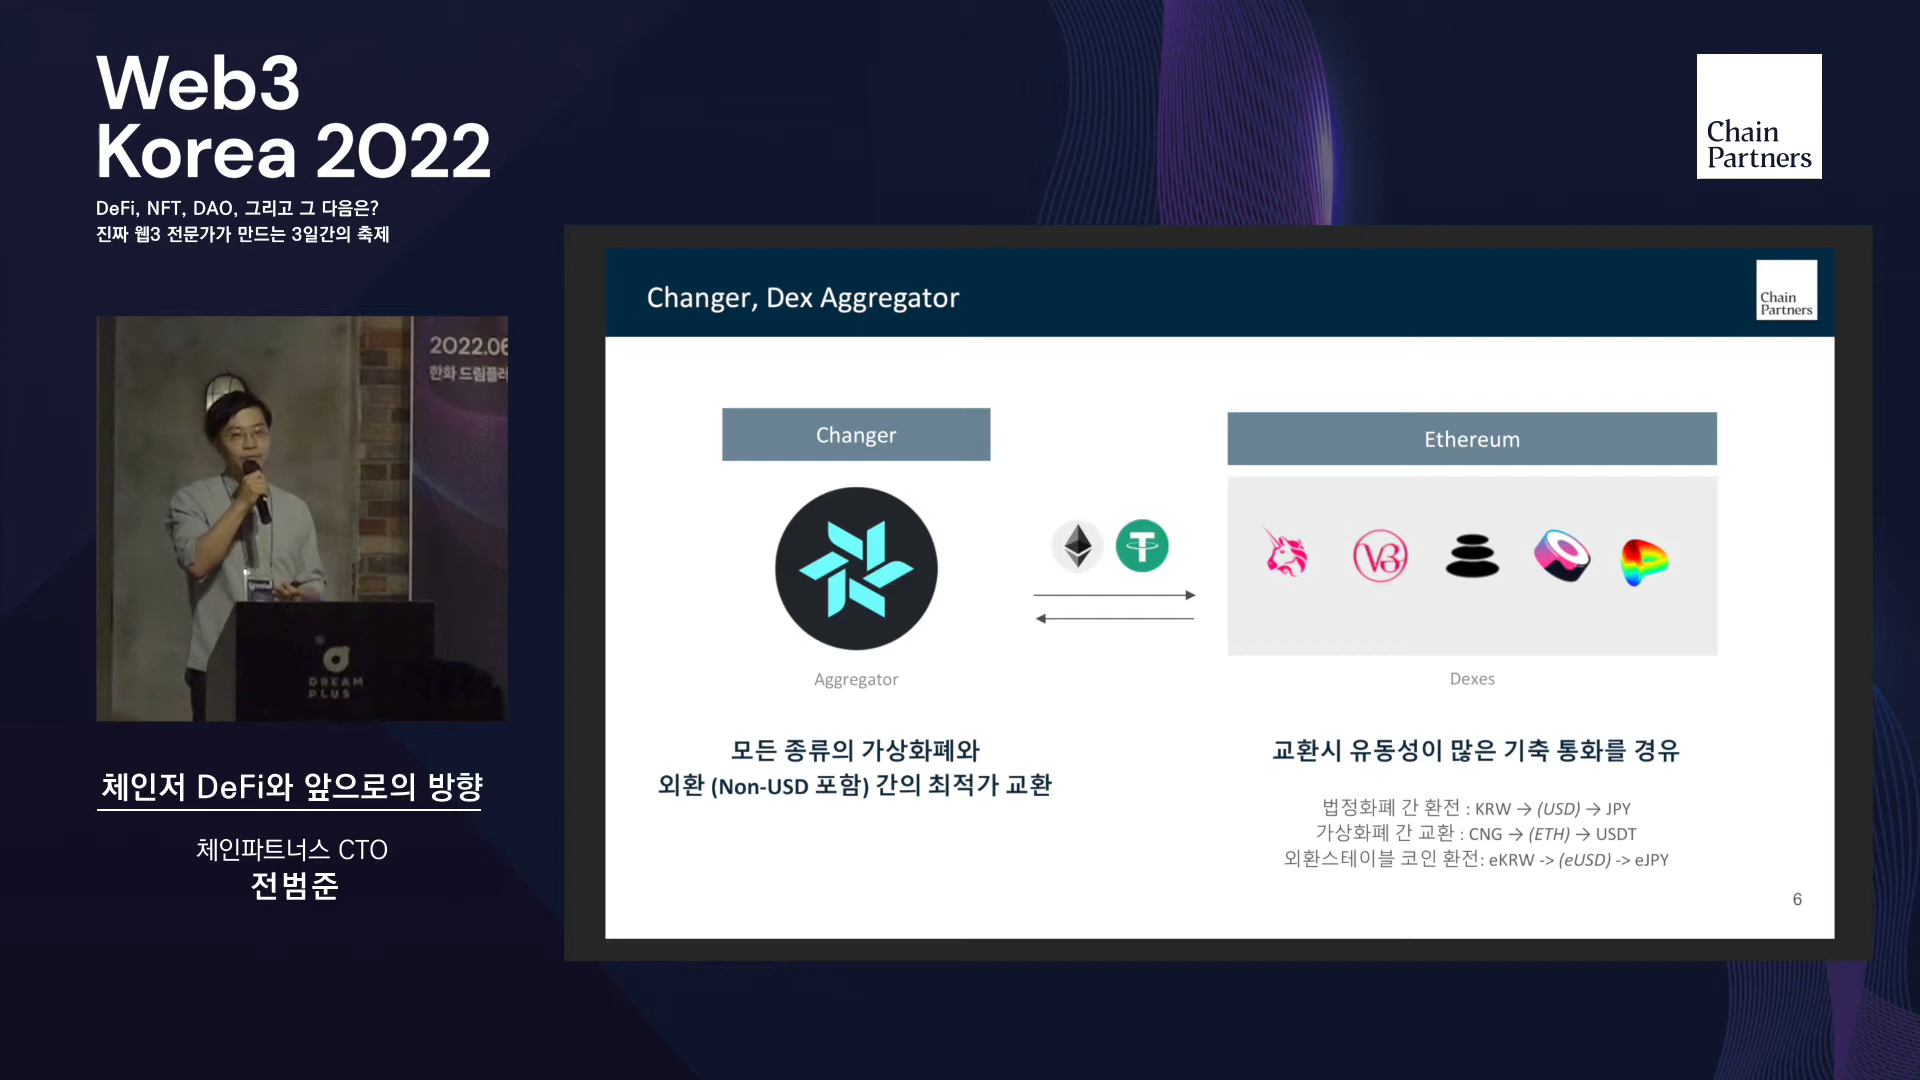 Web3
Korea 2022
DeFi, NFT, DAO, 그리고 그 다음은?
진짜 웹3 전문가가 만드는 3일간의 축제
Chain
Partners
2022.06
한화 드림플러
DREAM
PLUS
체인저 DeFi와 앞으로의 방향
체인파트너스 CTO
전범준
Changer, Dex Aggregator
Chain
Partners
Changer
Ethereum
Aggregator
Dexes
모든 종류의 가상화폐와
외환 (Non-USD 포함) 간의 최적가 교환
교환시 유동성이 많은 기축 통화를 경유
법정화폐 간 환전 : KRW → (USD) → JPY
가상화폐 간 교환 : CNG → (ETH) → USDT
외환스테이블 코인 환전: eKRW -> (eUSD) -> eJPY
6